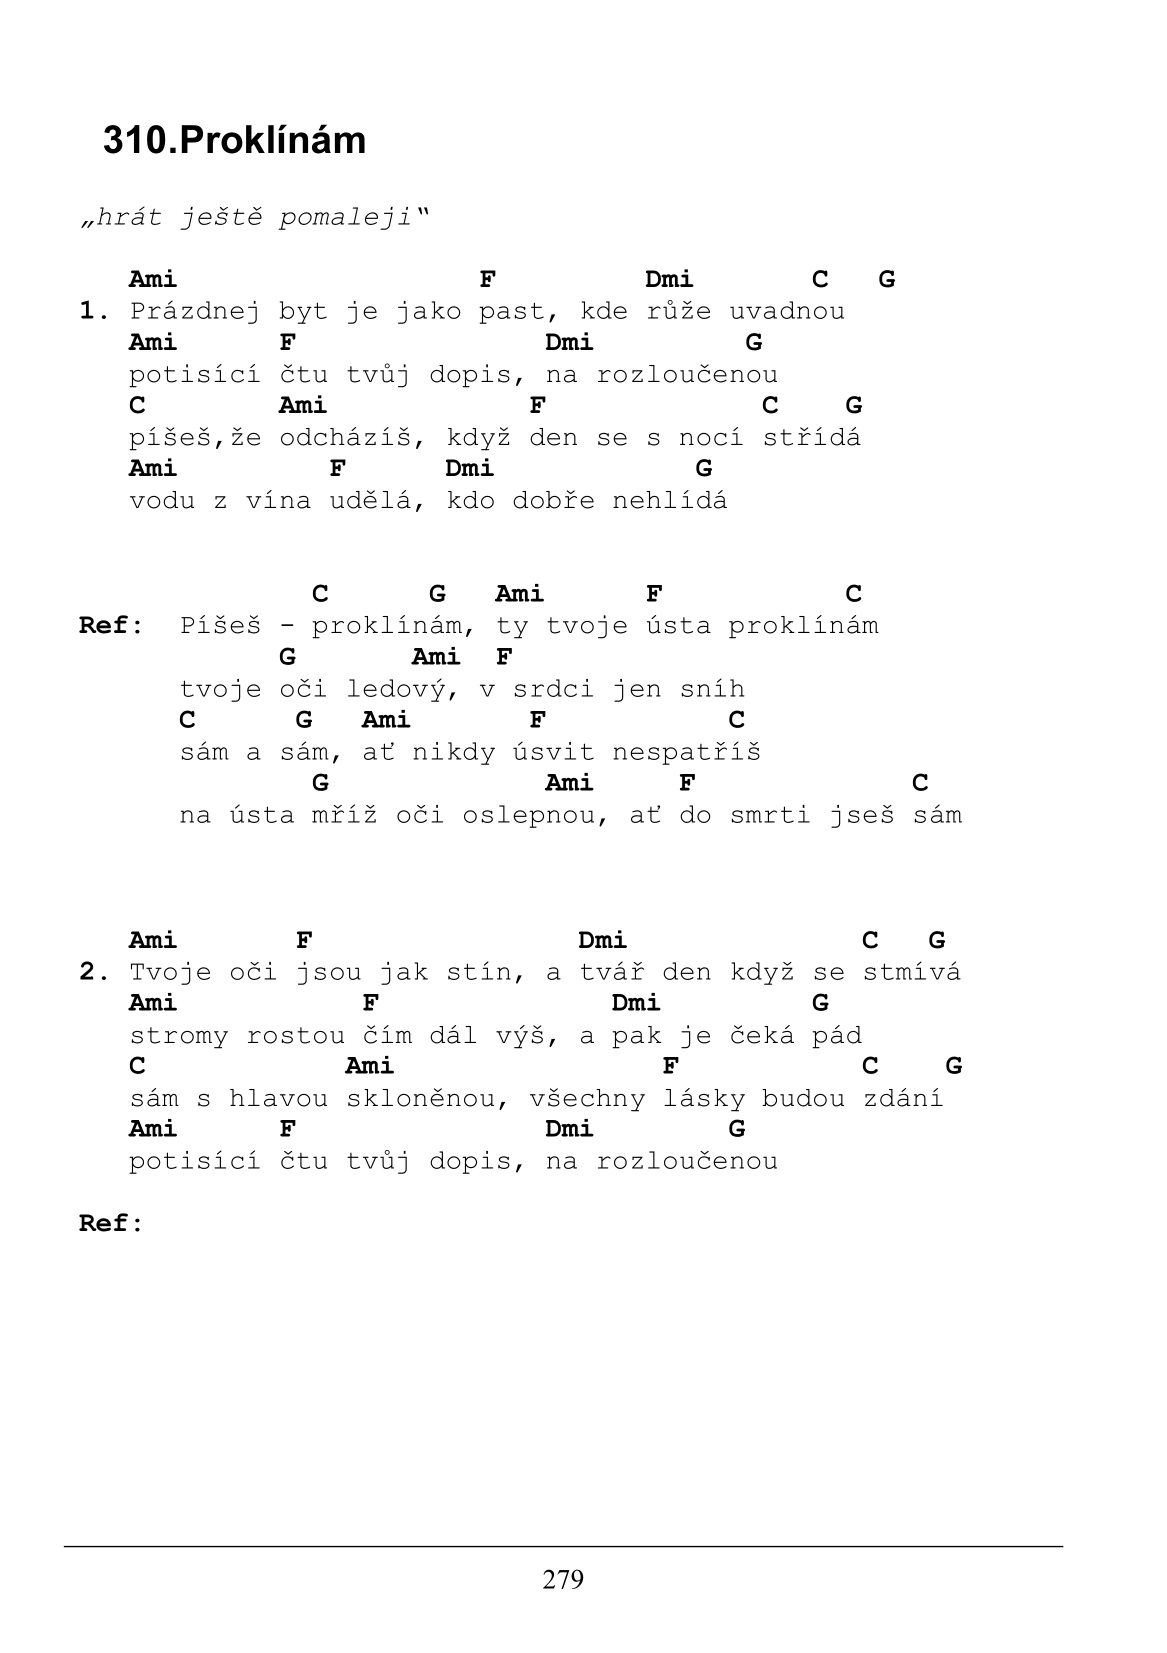 310.Proklínám
„hrát ještě pomaleji“
Ami F Dmi C G
1. Prázdnej byt je jako past, kde růže uvadnou
Ami F Dmi G
potisící čtu tvůj dopis, na rozloučenou
C Ami F C G
píšeš,že odcházíš, když den se s nocí střídá
Ami F Dmi G
vodu z vína udělá, kdo dobře nehlídá
C G Ami F C
Ref: Píšeš - proklínám, ty tvoje ústa proklínám
G Ami F
tvoje oči ledový, v srdci jen sníh
C G Ami F C
sám a sám, ať nikdy úsvit nespatříš
G Ami F C
na ústa mříž oči oslepnou, ať do smrti jseš sám
Ami F Dmi C G
2. Tvoje oči jsou jak stín, a tvář den když se stmívá
Ami F Dmi G
stromy rostou čím dál výš, a pak je čeká pád
C Ami F C G
sám s hlavou skloněnou, všechny lásky budou zdání
Ami F Dmi G
potisící čtu tvůj dopis, na rozloučenou
Ref:
279